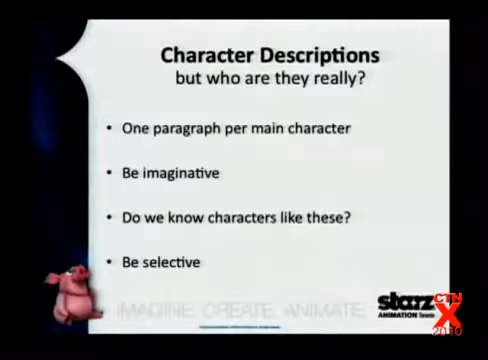 Character Descriptions
but who are they really?
• One paragraph per main character
• Be imaginative
• Do we know characters like these?
• Be selective
IMAGINE. CREATE. ANIMATE.
starz
ANIMATION Toronto
CTN
X
2010